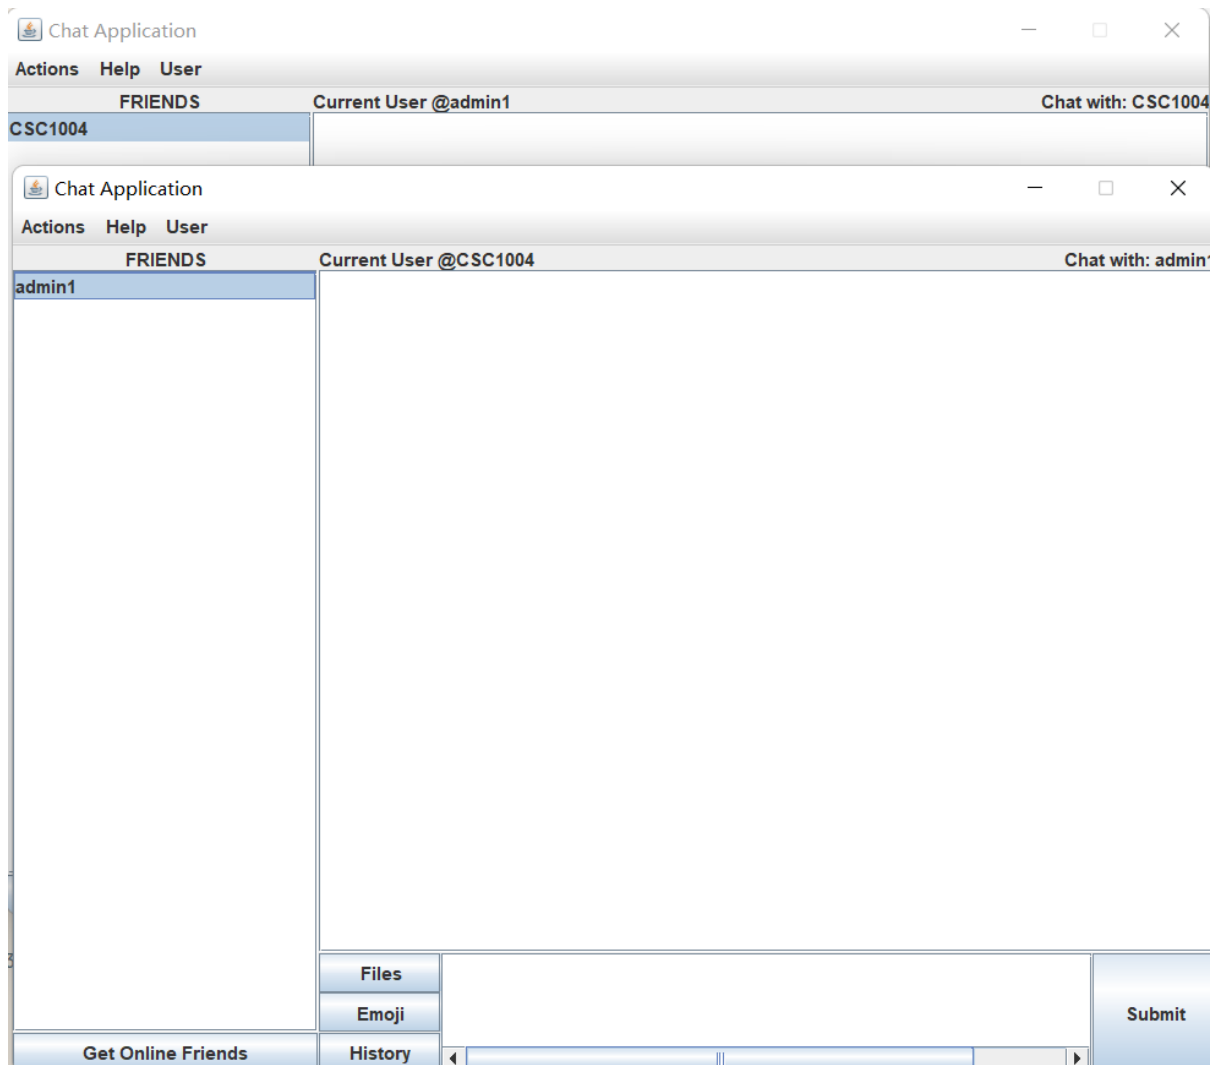 Chat Application
Actions Help User
FRIENDS Current User @admin1 Chat with: CSC1004
CSC1004
Chat Application
Actions Help User
FRIENDS Current User @CSC1004 Chat with: admin1
admin1
Files
Emoji
Submit
Get Online Friends History